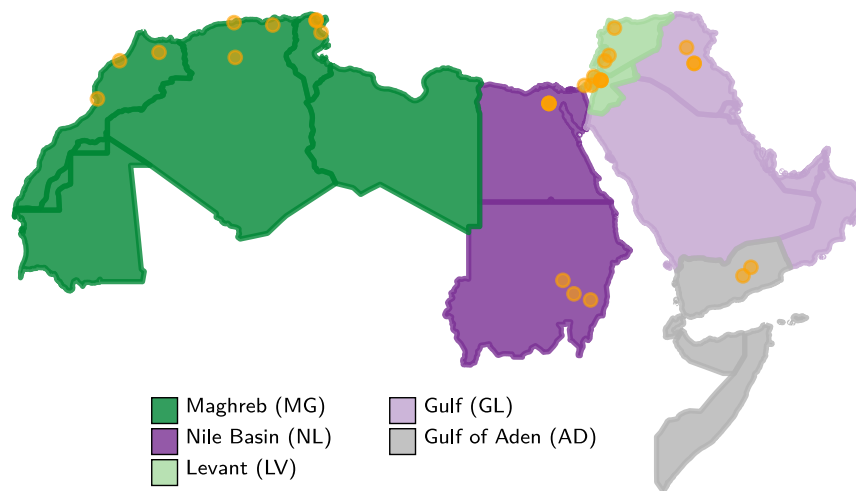 Maghreb (MG)
Nile Basin (NL)
Levant (LV)
Gulf (GL)
Gulf of Aden (AD)